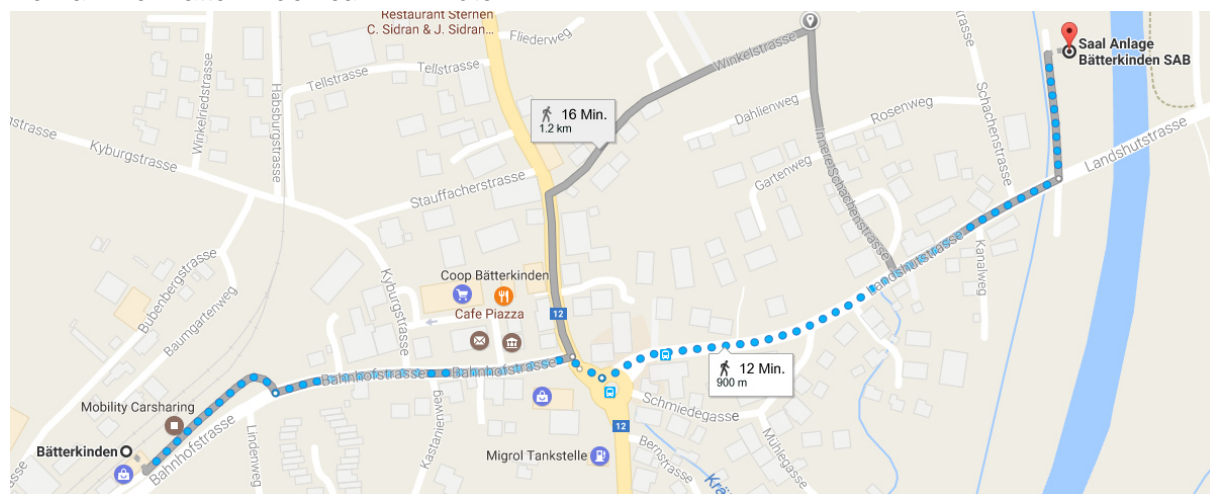 Restaurant Sternen
C. Sidran & J. Sidran...
Fliederweg
Winkelstrasse
Saal Anlage
Bätterkinden SAB
Tellstrasse
Tellstrasse
Habsburgstrasse
Winkelriedstrasse
16 Min.
1.2 km
Dahlienweg
Rosenweg
Schachenstrasse
Landshutstrasse
Kyburgstrasse
Innere Schachenstrasse
Gartenweg
Stauffacherstrasse
Landshutstrasse
Kanalweg
Bubenbergstrasse
Baumgartenweg
Kyburgstrasse
Coop Bätterkinden
Cafe Piazza
12
Bahnhofstrasse
Bahnhofstrasse
12 Min.
900 m
Mobility Carsharing
Schmiedegasse
Kastanienweg
Lindenweg
12
Bätterkinden
Bahnhofstrasse
Migrol Tankstelle
Bernstrasse
Mühlegasse